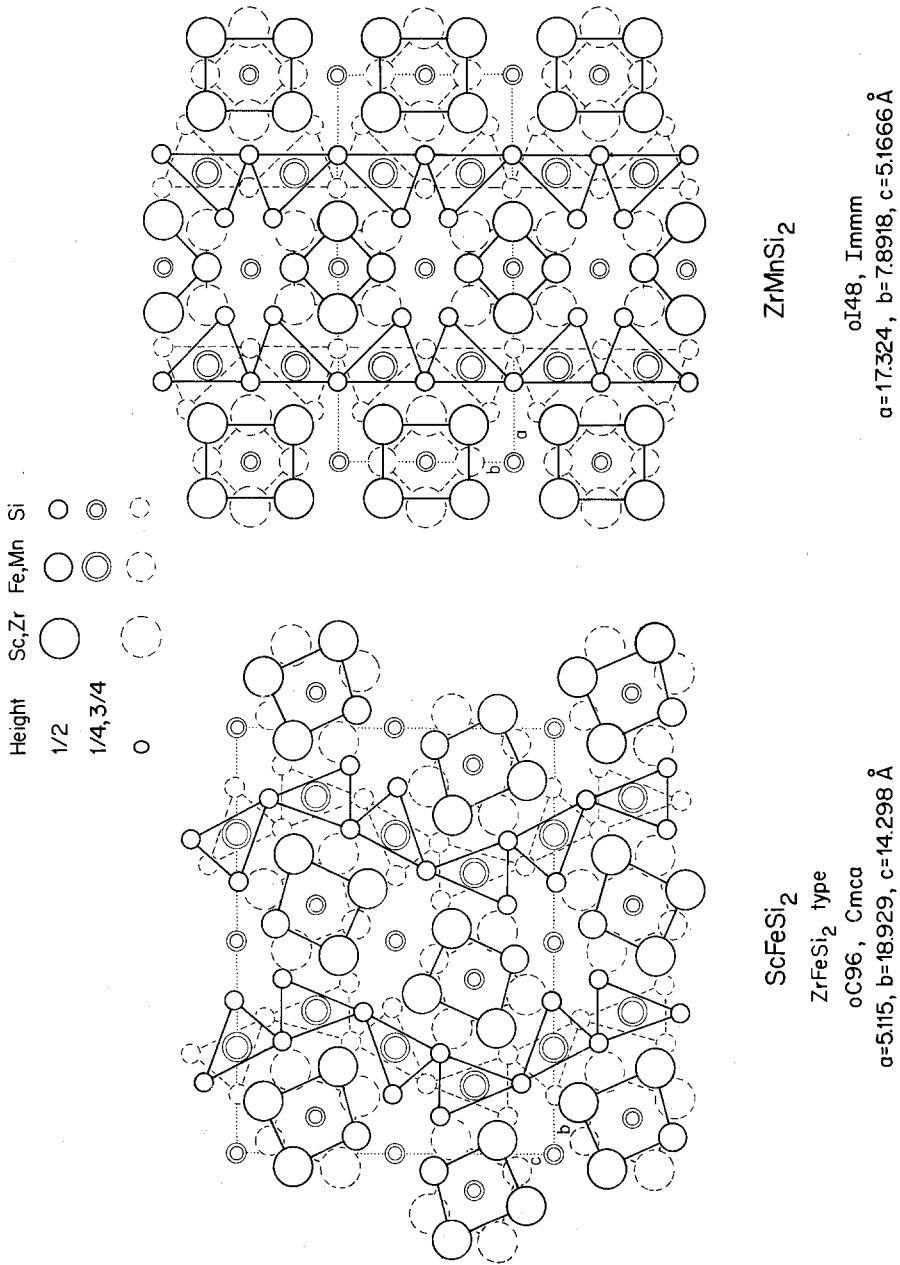 Height Sc,Zr Fe,Mn Si
1/2
1/4,3/4
0
c
b
ScFeSi2
ZrFeSi2 type
oC96, Cmca
a=5.115, b=18.929, c=14.298 Å
b
a
ZrMnSi2
oI48, Immm
a=17.324, b=7.8918, c=5.1666 Å